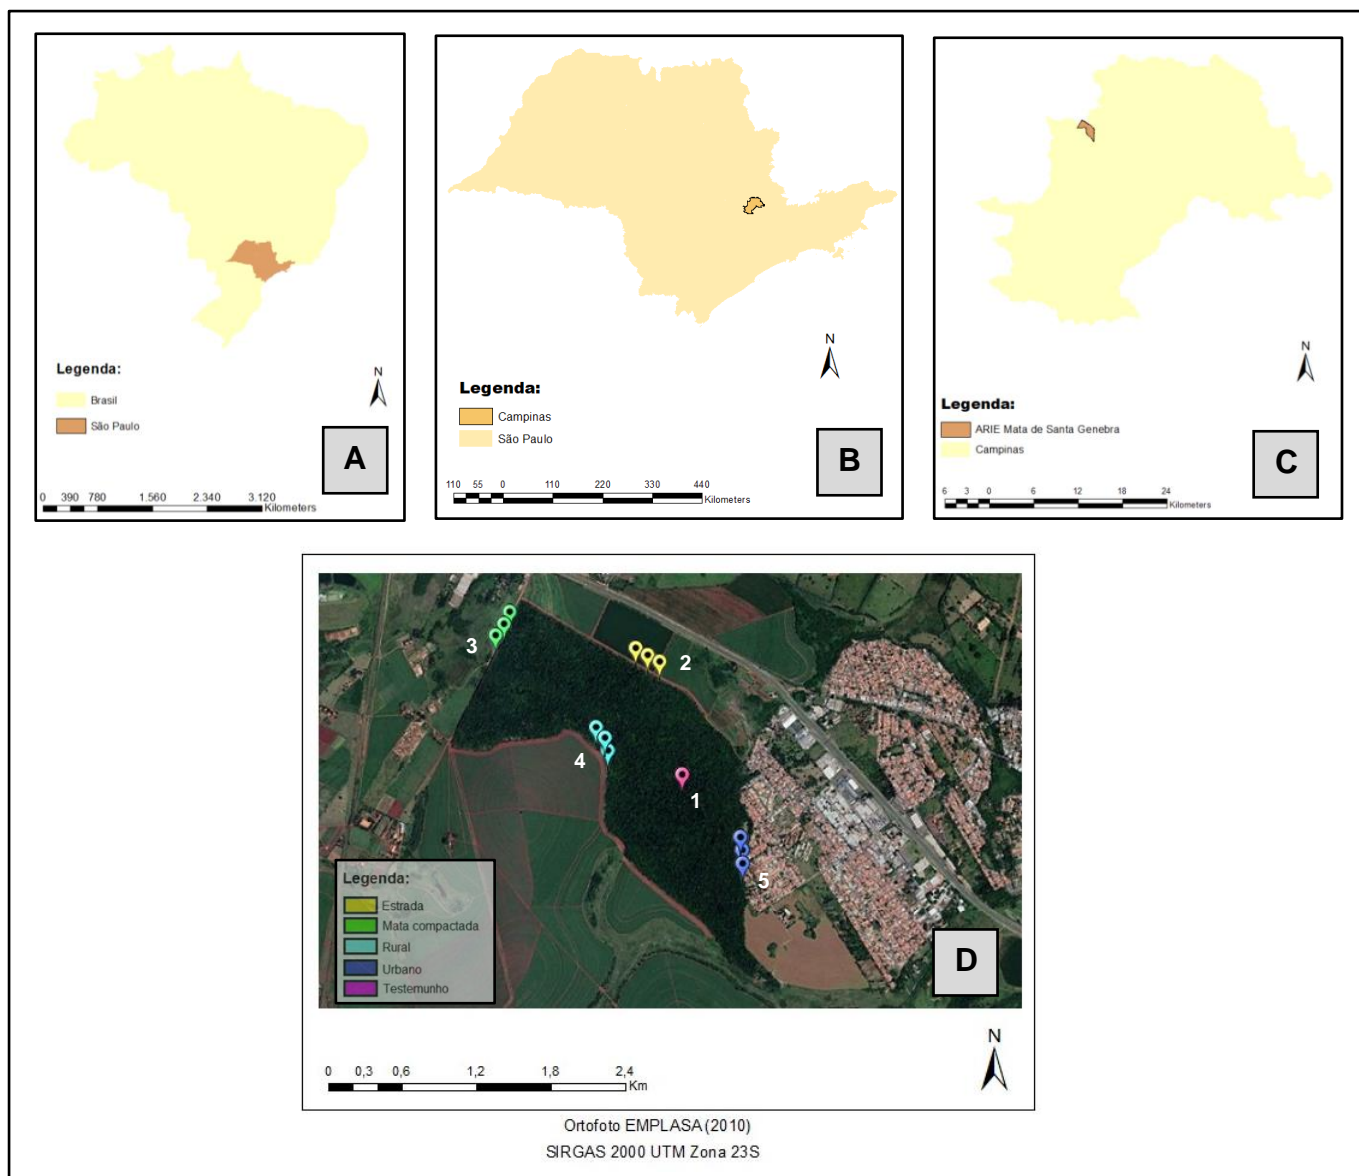 N
Legenda:
Brasil
São Paulo
A
0 390 780 1.560 2.340 3.120
Kilometers
N
Legenda:
Campinas
São Paulo
B
110 55 0 110 220 330 440
Kilometers
N
Legenda:
ARIE Mata de Santa Genebra
Campinas
C
6 3 0 6 12 18 24
Kilometers
3
2
4
1
5
Legenda:
Estrada
Mata compactada
Rural
Urbano
Testemunho
D
N
0 0,3 0,6 1,2 1,8 2,4
Km
Ortofoto EMPLASA (2010)
SIRGAS 2000 UTM Zona 23S